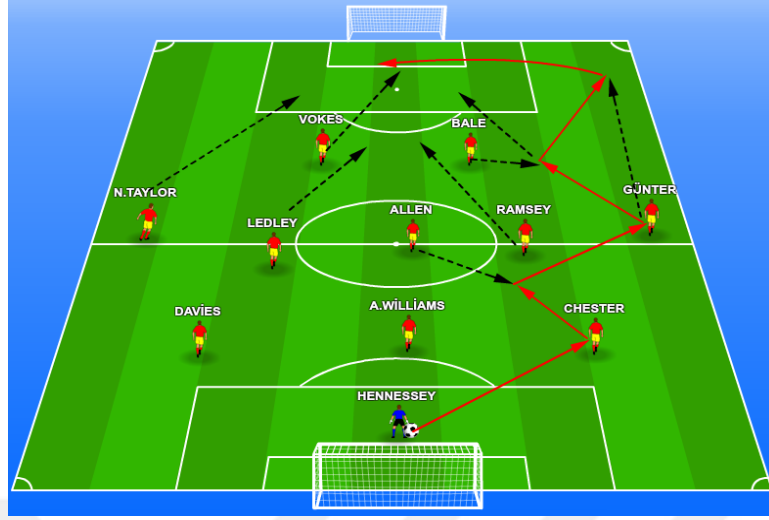 VOKES
BALE
N.TAYLOR
GÜNTER
LEDLEY
ALLEN
RAMSEY
DAVİES
A.WİLLİAMS
CHESTER
HENNESSEY